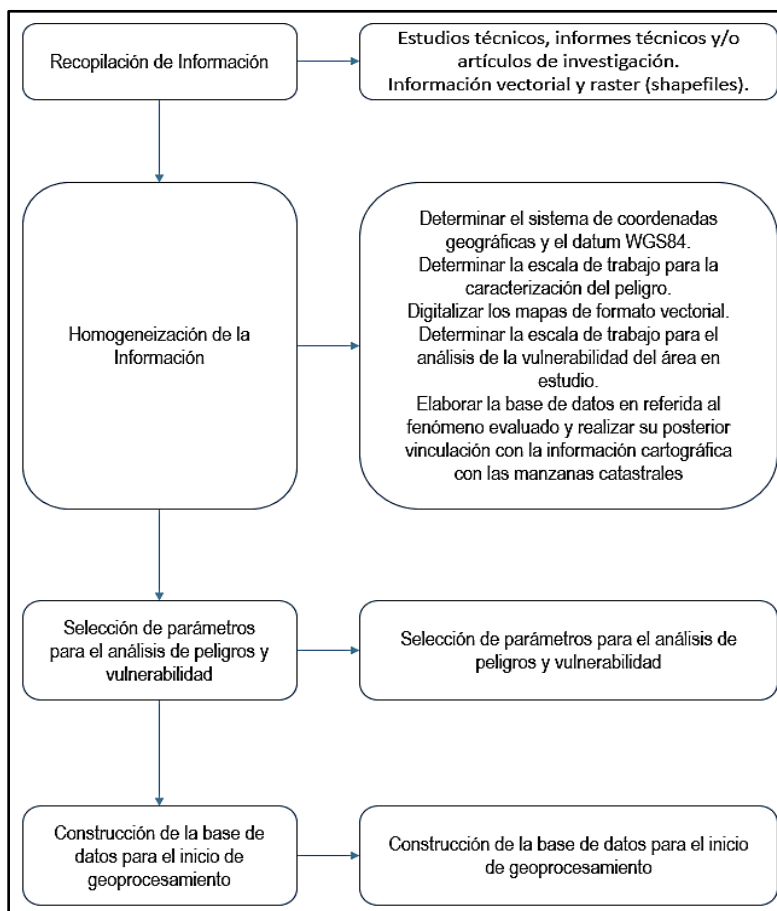 Recopilación de Información
Estudios técnicos, informes técnicos y/o
artículos de investigación.
Información vectorial y raster (shapefiles).
Homogeneización de la
Información
Determinar el sistema de coordenadas
geográficas y el datum WGS84.
Determinar la escala de trabajo para la
caracterización del peligro.
Digitalizar los mapas de formato vectorial.
Determinar la escala de trabajo para el
análisis de la vulnerabilidad del área en
estudio.
Elaborar la base de datos en referida al
fenómeno evaluado y realizar su posterior
vinculación con la información cartográfica
con las manzanas catastrales
Selección de parámetros
para el análisis de peligros y
vulnerabilidad
Selección de parámetros para el análisis de
peligros y vulnerabilidad
Construcción de la base de
datos para el inicio de
geoprocesamiento
Construcción de la base de datos para el inicio
de geoprocesamiento